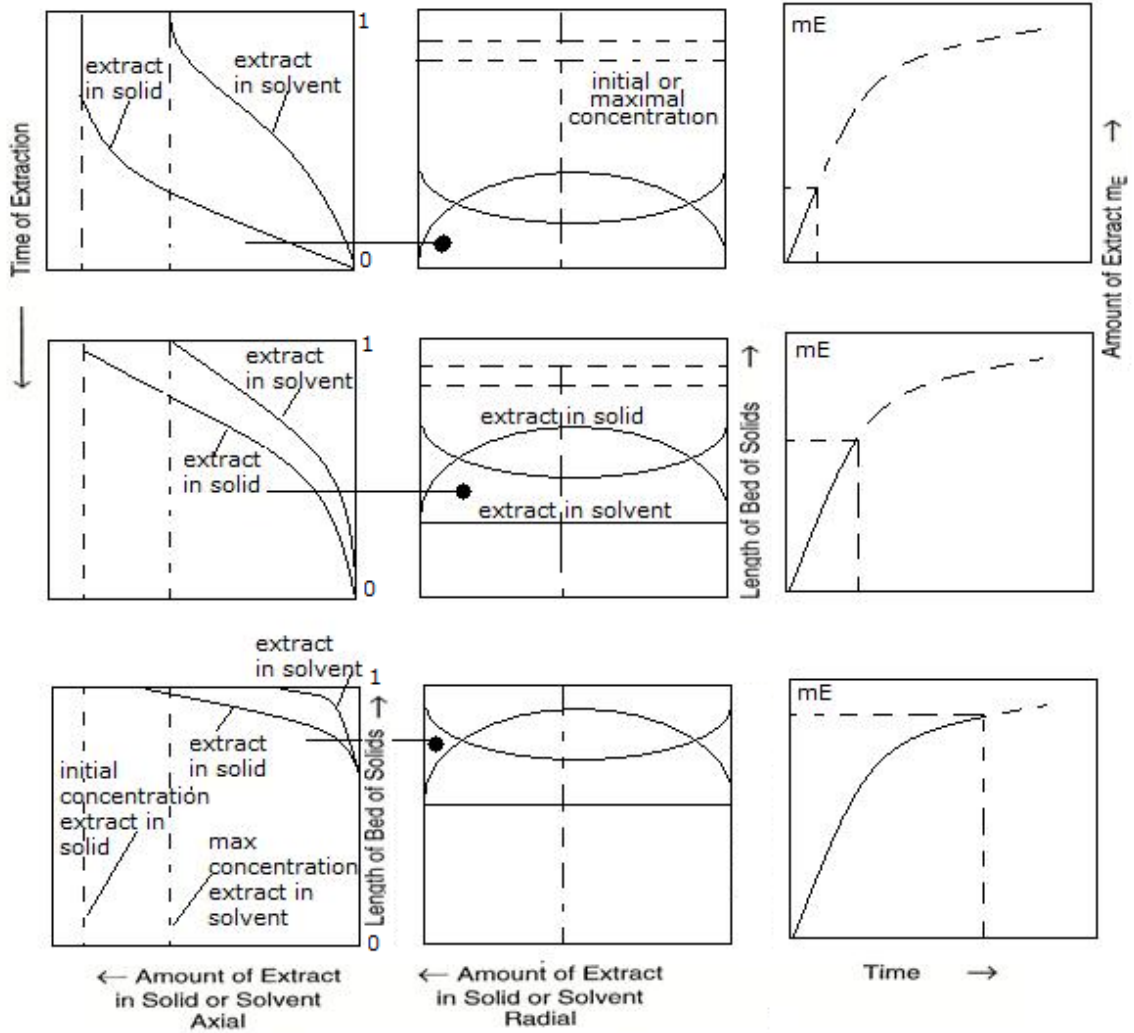 1
mE
extract
in solid
extract
in solvent
initial or
maximal
concentration
Time of Extraction
Amount of Extract mE
0
1
mE
extract
in solvent
extract in solid
extract
in solid
extract in solvent
Length of Bed of Solids
0
extract
in solvent
1
mE
extract
in solid
initial
concentration
extract in
solid
max
concentration
extract in
solvent
Length of Bed of Solids
0
Amount of Extract
in Solid or Solvent
Axial
Amount of Extract
in Solid or Solvent
Radial
Time